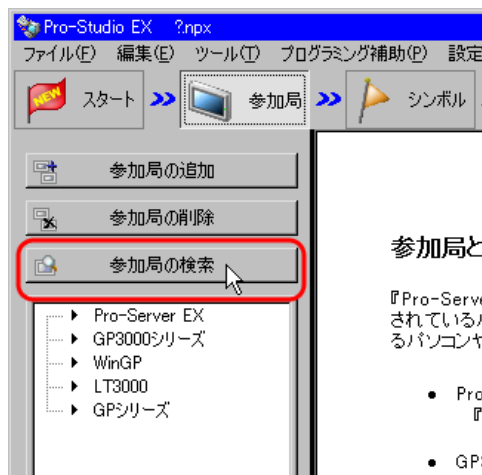 Pro-Studio EX ?.npx
ファイル(F) 編集(E) ツール(T) プログラミング補助(P) 設定
NEW スタート 参加局 シンボル
参加局の追加
参加局の削除
参加局の検索
Pro-Server EX
GP3000シリーズ
WinGP
LT3000
GPシリーズ
参加局と
『Pro-Serve
されている
るパソコンヤ
Pro
『
GP